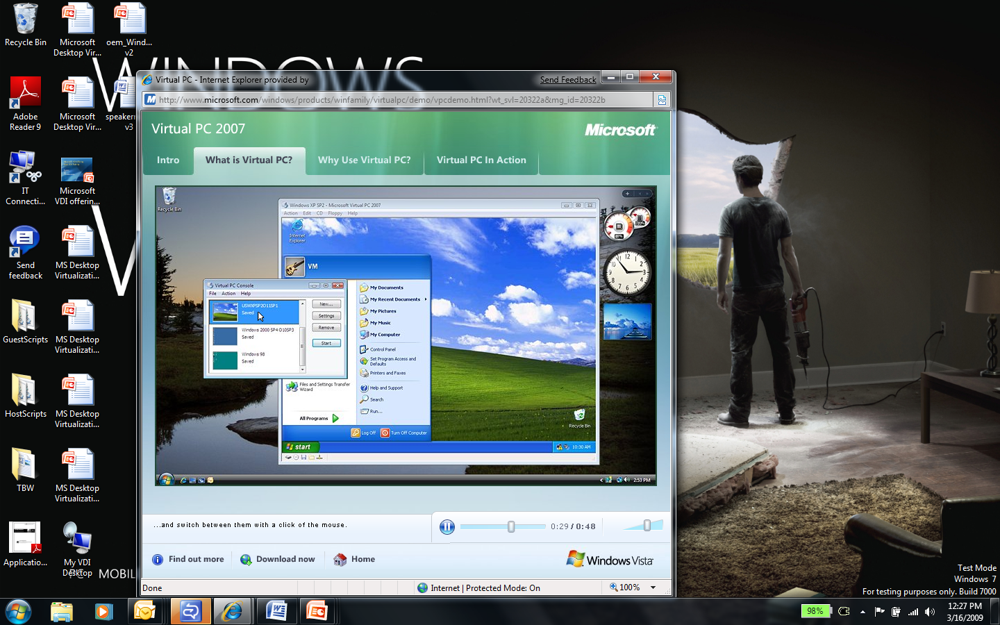 Recycle Bin
Microsoft
Desktop Vir...
oem_Wind...
v2
WINDOWS
Adobe
Reader 9
Microsoft
Desktop Vir...
v3
IT
Connecti...
Microsoft
VDI offerin...
Send
feedback
MS Desktop
Virtualizati...
GuestScripts
MS Desktop
Virtualizati...
HostScripts
MS Desktop
Virtualizati...
TBW
MS Desktop
Virtualizati...
Applicatio...
My VDI
Desktop
PC MOBIL
Virtual PC - Internet Explorer provided by
Send Feedback
http://www.microsoft.com/windows/products/winfamily/virtualpc/demo/vpcdemo.html?wt_svl=20322a&mg_id=20322b
Virtual PC 2007
Microsoft
Intro
What is Virtual PC?
Why Use Virtual PC?
Virtual PC In Action
Recycle Bin
Windows XP SP2 - Microsoft Virtual PC 2007
Action Edit CD Floppy Help
Internet
Explorer
VM
My Documents
My Recent Documents
My Pictures
My Music
My Computer
Control Panel
Set Program Access and
Defaults
Printers and Faxes
Help and Support
Search
Run...
Virtual PC Console
File Action Help
USWXPSP2O11SP1
Saved
Windows 2000 SP4 O10SP3
Saved
Windows 98
Saved
New...
Settings
Remove
Start
Files and Settings Transfer
Wizard
All Programs
Log Off
Turn Off Computer
Recycle Bin
start
10:30 AM
2:53 PM
...and switch between them with a click of the mouse.
0:29 / 0:48
Find out more
Download now
Home
Windows Vista
Done
Internet | Protected Mode: On
100%
Test Mode
Windows 7
For testing purposes only. Build 7000
98%
12:27 PM
3/16/2009